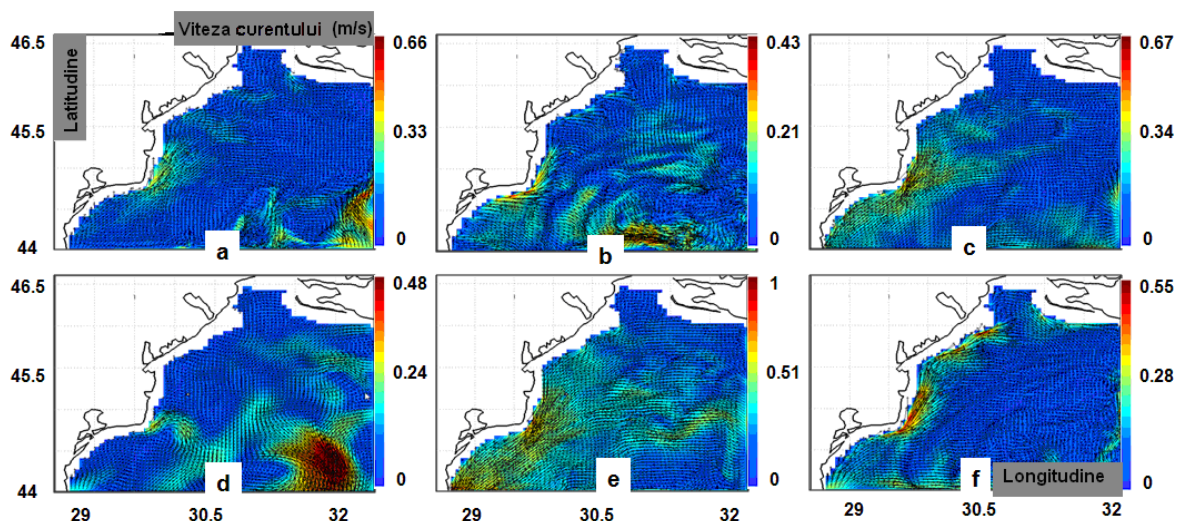 Viteza curentului (m/s)
46.5 Latitudine 0.66 0.43 0.67
45.5 0.33 0.21 0.34
44 a 0 b 0 c 0
46.5 0.48 1 0.55
45.5 0.24 0.51 0.28
44 d 0 e 0 f Longitudine 0
29 30.5 32 29 30.5 32 29 30.5 32